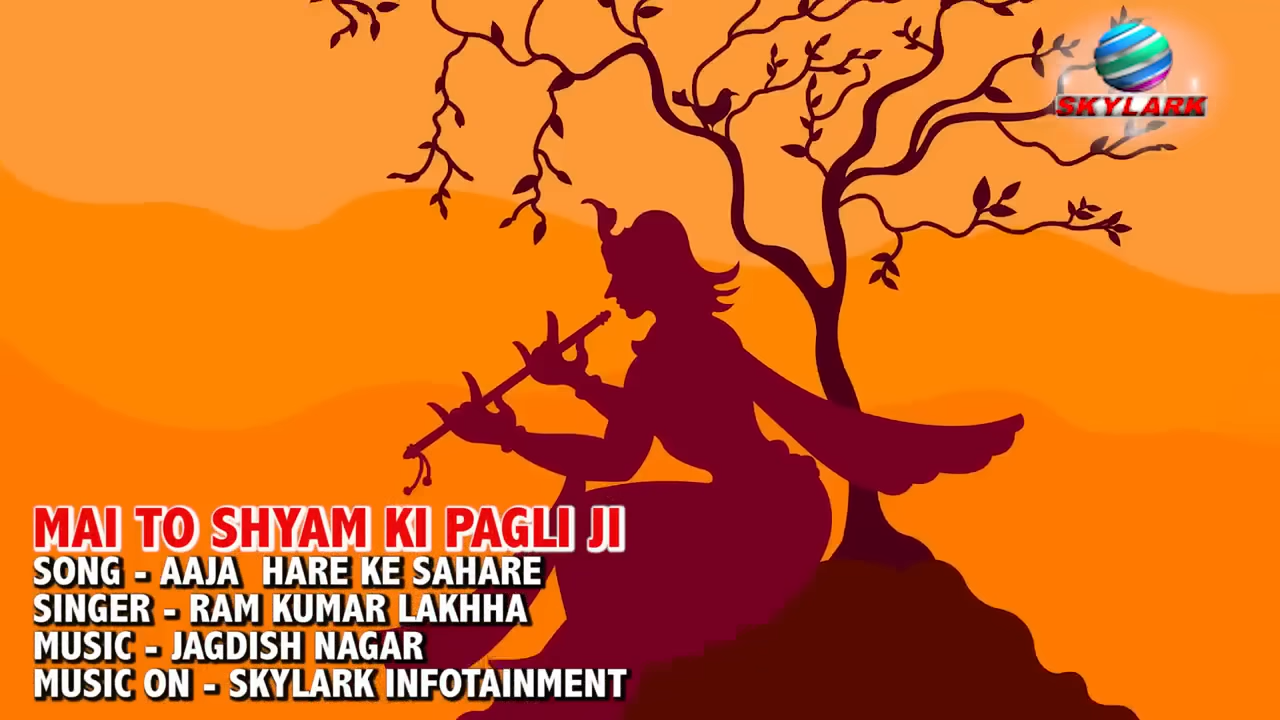 SKYLARK
MAI TO SHYAM KI PAGLI JI
SONG - AAJA HARE KE SAHARE
SINGER - RAM KUMAR LAKHHA
MUSIC - JAGDISH NAGAR
MUSIC ON - SKYLARK INFOTAINMENT